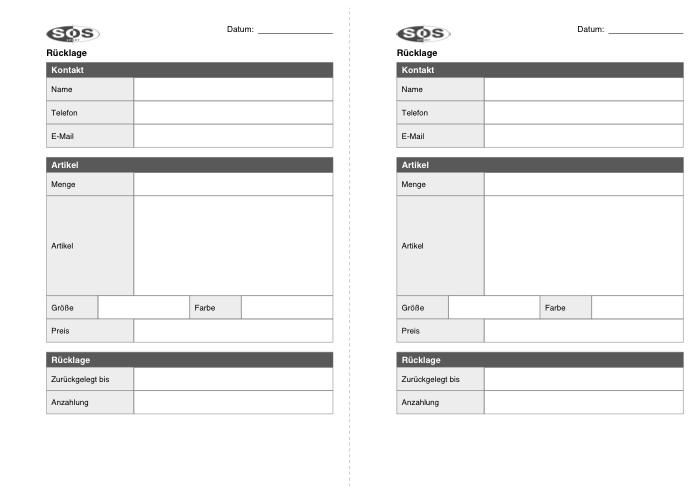 SOS
Datum:
Rücklage
Kontakt
Name
Telefon
E-Mail
Artikel
Menge
Artikel
Größe Farbe
Preis
Rücklage
Zurückgelegt bis
Anzahlung
SOS
Datum:
Rücklage
Kontakt
Name
Telefon
E-Mail
Artikel
Menge
Artikel
Größe Farbe
Preis
Rücklage
Zurückgelegt bis
Anzahlung